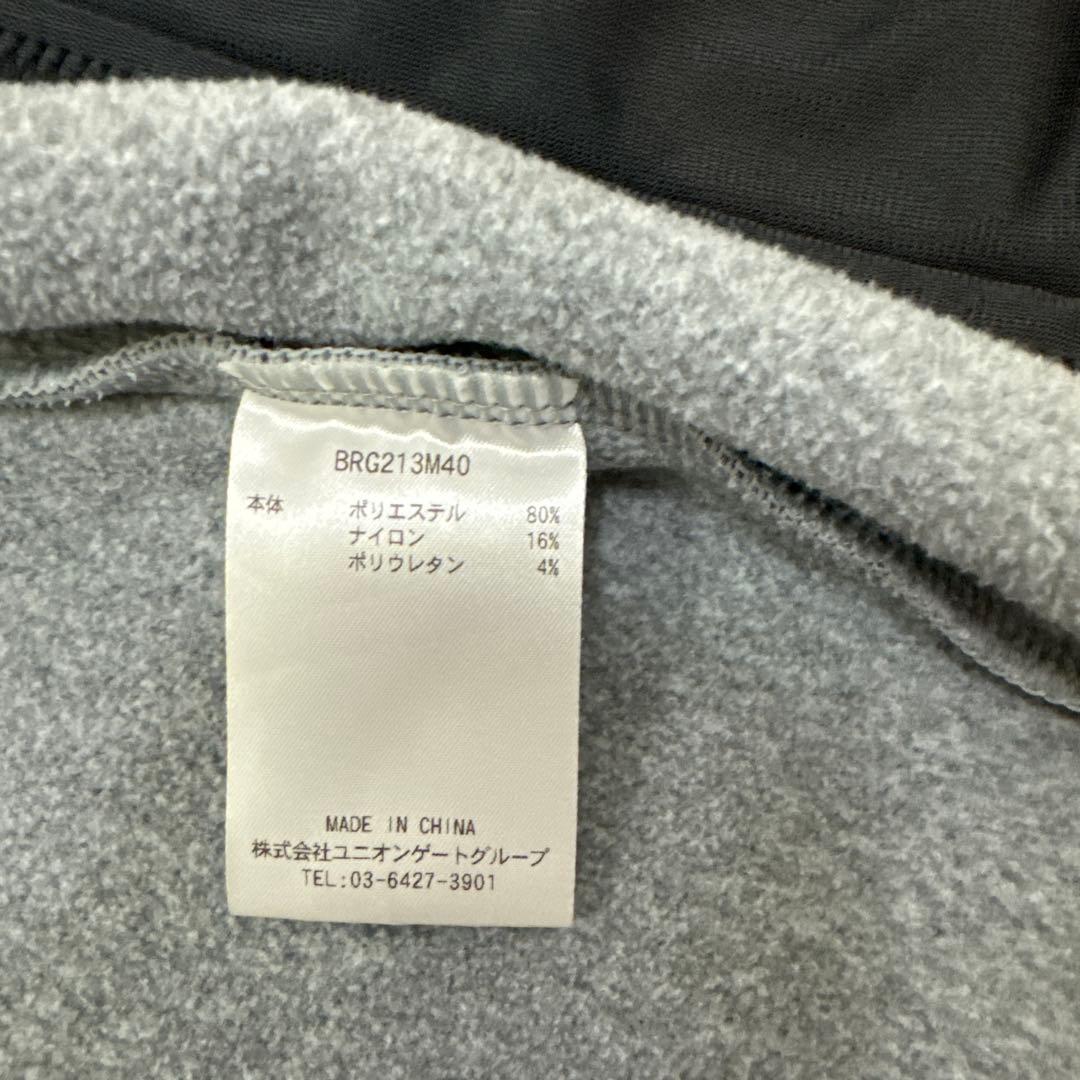 BRG213M40
本体 ポリエステル 80%
ナイロン 16%
ポリウレタン 4%
MADE IN CHINA
株式会社ユニオンゲートグループ
TEL:03-6427-3901